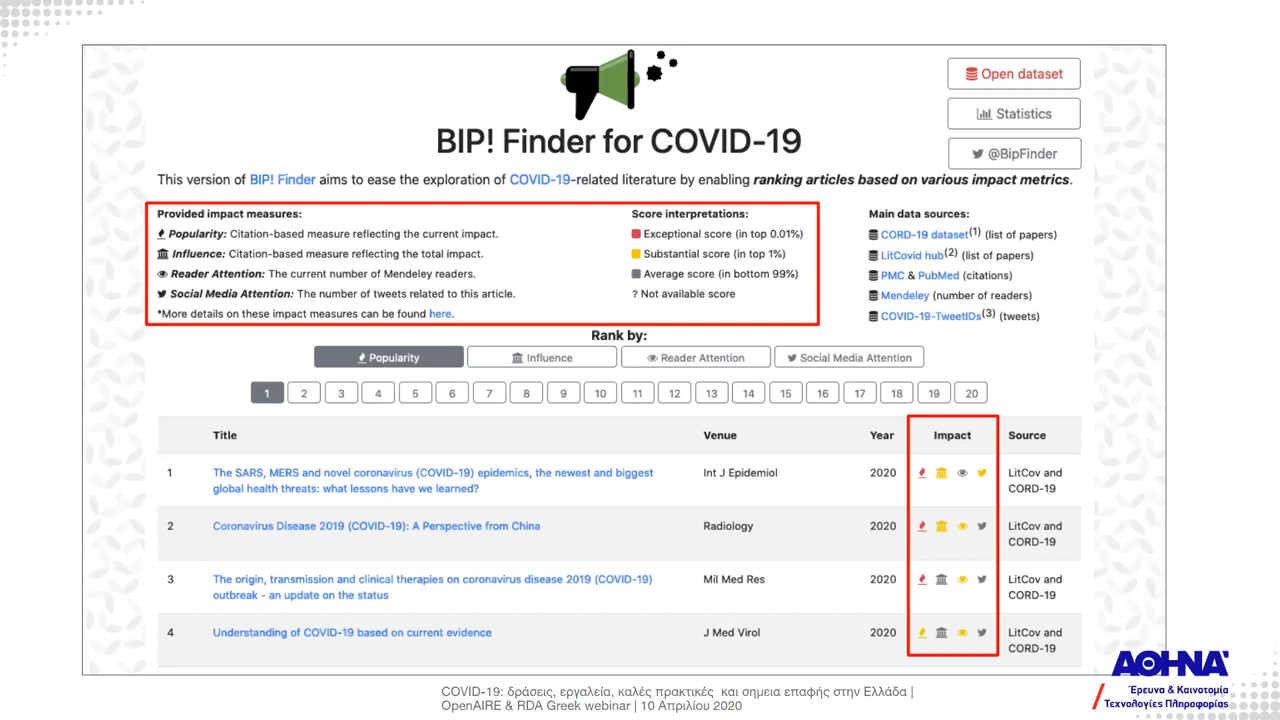 Open dataset
Statistics
@BipFinder
BIP! Finder for COVID-19
This version of BIP! Finder aims to ease the exploration of COVID-19-related literature by enabling ranking articles based on various impact metrics.
Provided impact measures:
Popularity: Citation-based measure reflecting the current impact.
Influence: Citation-based measure reflecting the total impact.
Reader Attention: The current number of Mendeley readers.
Social Media Attention: The number of tweets related to this article.
*More details on these impact measures can be found here.
Score interpretations:
Exceptional score (in top 0.01%)
Substantial score (in top 1%)
Average score (in bottom 99%)
? Not available score
Main data sources:
CORD-19 dataset(1) (list of papers)
LitCovid hub(2) (list of papers)
PMC & PubMed (citations)
Mendeley (number of readers)
COVID-19-TweetIDs(3) (tweets)
Rank by:
Popularity Influence Reader Attention Social Media Attention
1 2 3 4 5 6 7 8 9 10 11 12 13 14 15 16 17 18 19 20
Title Venue Year Impact Source
1 The SARS, MERS and novel coronavirus (COVID-19) epidemics, the newest and biggest Int J Epidemiol 2020 LitCov and
global health threats: what lessons have we learned? CORD-19
2 Coronavirus Disease 2019 (COVID-19): A Perspective from China Radiology 2020 LitCov and
CORD-19
3 The origin, transmission and clinical therapies on coronavirus disease 2019 (COVID-19) Mil Med Res 2020 LitCov and
outbreak - an update on the status CORD-19
4 Understanding of COVID-19 based on current evidence J Med Virol 2020 LitCov and
CORD-19
COVID-19: δράσεις, εργαλεία, καλές πρακτικές και σημεια επαφής στην Ελλάδα |
OpenAIRE & RDA Greek webinar | 10 Απριλίου 2020
ΑΘΗΝΑ
Έρευνα & Καινοτομία
Τεχνολογίες Πληροφορίας